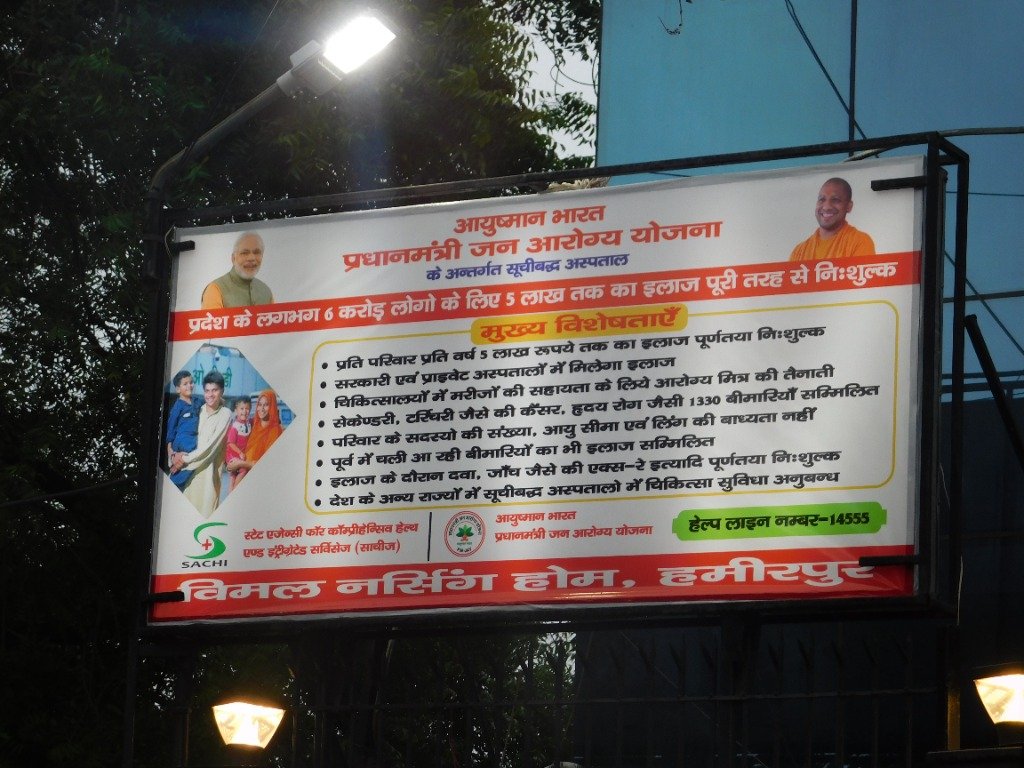 आयुष्मान भारत
प्रधानमंत्री जन आरोग्य योजना
के अन्तर्गत सूचीबद्ध अस्पताल
प्रदेश के लगभग 6 करोड़ लोगो के लिए 5 लाख तक का इलाज पूरी तरह से निःशुल्क
मुख्य विशेषताएँ
• प्रति परिवार प्रति वर्ष 5 लाख रूपये तक का इलाज पूर्णतया निःशुल्क
• सरकारी एवं प्राइवेट अस्पतालों में मिलेगा इलाज
• चिकित्सालयों में मरीजों की सहायता के लिये आरोग्य मित्र की तैनाती
• सेकेण्डरी, टर्शिधरी जैसे की कैंसर, हृदय रोग जैसी 1330 बीमारियाँ सम्मिलित
• परिवार के सदस्यो की संख्या, आयु सीमा एवं लिंग की बाध्यता नहीं
• पूर्व में चली आ रही बीमारियों का भी इलाज सम्मिलित
• इलाज के दौरान दवा, जाँच जैसे की एक्स-रे इत्यादि पूर्णतया निःशुल्क
• देश के अन्य राज्यों में सूचीबद्ध अस्पतालो में चिकित्सा सुविधा अनुबन्ध
SACHI
स्टेट एजेन्सी फॉर कॉम्प्रीहेन्सिव हेल्थ
एण्ड इंट्रीग्रेटेड सर्विसेज (साचीज)
आयुष्मान भारत
प्रधानमंत्री जन आरोग्य योजना
हेल्प लाइन नम्बर-14555
विमल नर्सिंग होम, हमीरपुर